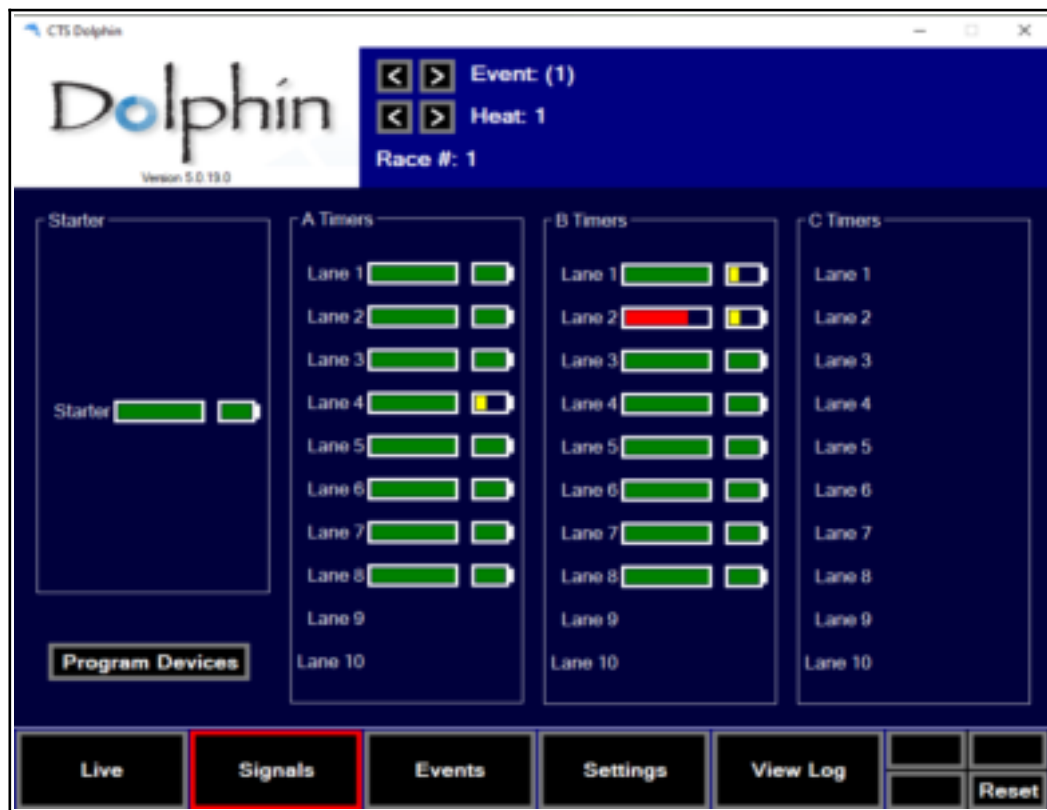 CTS Dolphin
Dolphin
Version 5.0.19.0
< > Event: (1)
< > Heat: 1
Race #: 1
Starter
Starter
Program Devices
A Timers
Lane 1
Lane 2
Lane 3
Lane 4
Lane 5
Lane 6
Lane 7
Lane 8
Lane 9
Lane 10
B Timers
Lane 1
Lane 2
Lane 3
Lane 4
Lane 5
Lane 6
Lane 7
Lane 8
Lane 9
Lane 10
C Timers
Lane 1
Lane 2
Lane 3
Lane 4
Lane 5
Lane 6
Lane 7
Lane 8
Lane 9
Lane 10
Live
Signals
Events
Settings
View Log
Reset